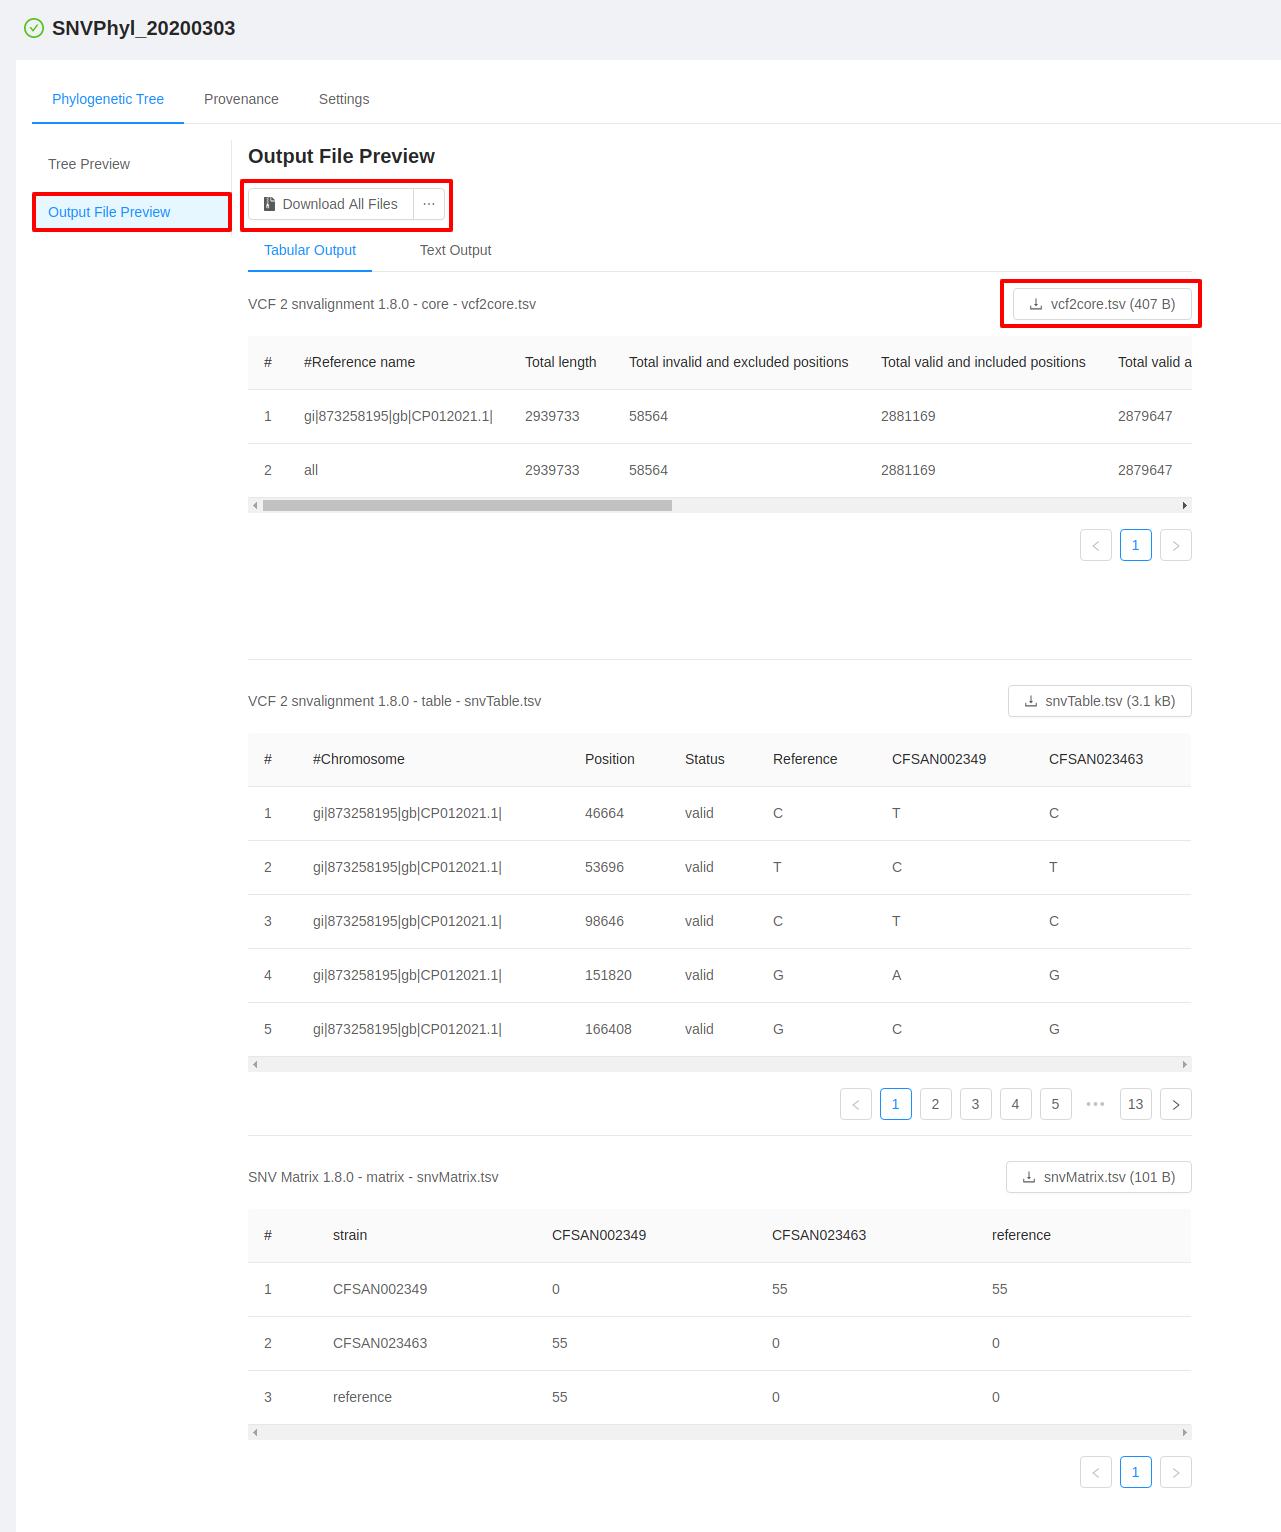 SNVPhyl_20200303
Phylogenetic Tree Provenance Settings
Tree Preview
Output File Preview
Output File Preview
Download All Files ···
Tabular Output Text Output
VCF 2 snvalignment 1.8.0 - core - vcf2core.tsv vcf2core.tsv (407 B)
# #Reference name Total length Total invalid and excluded positions Total valid and included positions Total valid a
1 gi|873258195|gb|CP012021.1| 2939733 58564 2881169 2879647
2 all 2939733 58564 2881169 2879647
< 1 >
VCF 2 snvalignment 1.8.0 - table - snvTable.tsv snvTable.tsv (3.1 kB)
# #Chromosome Position Status Reference CFSAN002349 CFSAN023463
1 gi|873258195|gb|CP012021.1| 46664 valid C T C
2 gi|873258195|gb|CP012021.1| 53696 valid T C T
3 gi|873258195|gb|CP012021.1| 98646 valid C T C
4 gi|873258195|gb|CP012021.1| 151820 valid G A G
5 gi|873258195|gb|CP012021.1| 166408 valid G C G
< 1 2 3 4 5 ••• 13 >
SNV Matrix 1.8.0 - matrix - snvMatrix.tsv snvMatrix.tsv (101 B)
# strain CFSAN002349 CFSAN023463 reference
1 CFSAN002349 0 55 55
2 CFSAN023463 55 0 0
3 reference 55 0 0
< 1 >